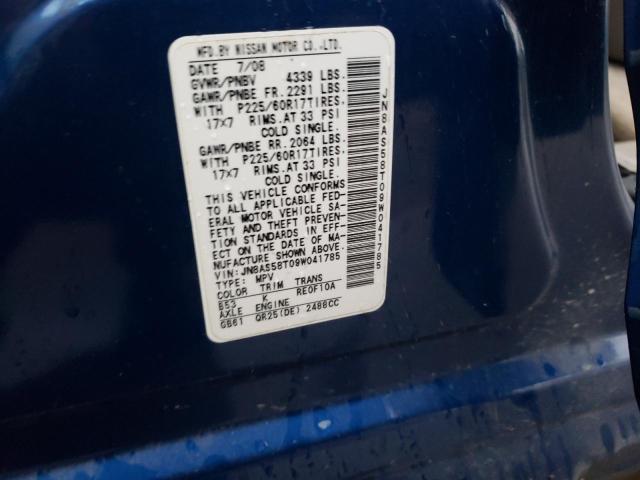 MFD.BY NISSAN MOTOR CO.,LTD.
DATE 7/08
GVWR/PNBV 4339 LBS.
GAWR/PNBE FR.2291 LBS.
WITH P225/60R17TIRES.
17×7 RIMS.AT 33 PSI
COLD SINGLE.
GAWR/PNBE RR.2064 LBS.
WITH P225/60R17TIRES.
17×7 RIMS.AT 33 PSI
COLD SINGLE.
THIS VEHICLE CONFORMS
TO ALL APPLICABLE FED-
ERAL MOTOR VEHICLE SA-
FETY AND THEFT PREVEN-
TION STANDARDS IN EFF-
ECT ON THE DATE OF MA-
NUFACTURE SHOWN ABOVE.
VIN: JN8AS58T09W041785
TYPE: MPV
COLOR TRIM TRANS
B53 K RE0F10A
AXLE ENGINE
GB61 QR25(DE) 2488CC
JN8AS58T09W041785